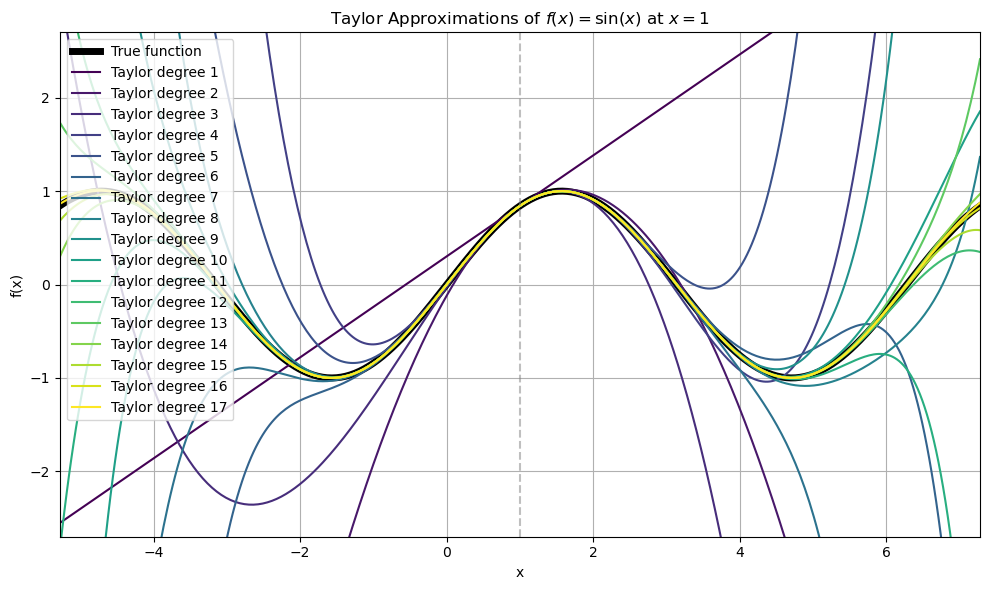 Taylor Approximations of f(x) = sin(x) at x = 1
True function
Taylor degree 1
Taylor degree 2
Taylor degree 3
Taylor degree 4
Taylor degree 5
Taylor degree 6
Taylor degree 7
Taylor degree 8
Taylor degree 9
Taylor degree 10
Taylor degree 11
Taylor degree 12
Taylor degree 13
Taylor degree 14
Taylor degree 15
Taylor degree 16
Taylor degree 17
f(x)
2
1
0
−1
−2
−4 −2 0 2 4 6
x